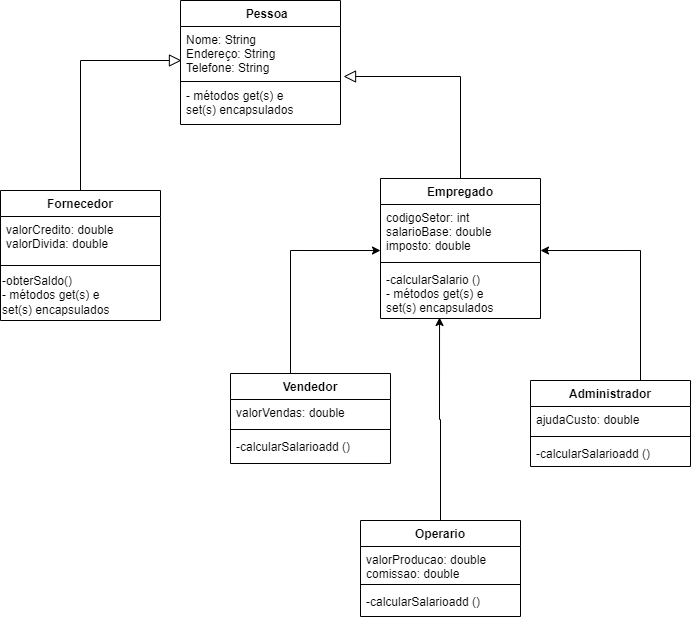 Pessoa
Nome: String
Endereço: String
Telefone: String
- métodos get(s) e
set(s) encapsulados
Fornecedor
valorCredito: double
valorDivida: double
-obterSaldo()
- métodos get(s) e
set(s) encapsulados
Empregado
codigoSetor: int
salarioBase: double
imposto: double
-calcularSalario ()
- métodos get(s) e
set(s) encapsulados
Vendedor
valorVendas: double
-calcularSalarioadd ()
Administrador
ajudaCusto: double
-calcularSalarioadd ()
Operario
valorProducao: double
comissao: double
-calcularSalarioadd ()